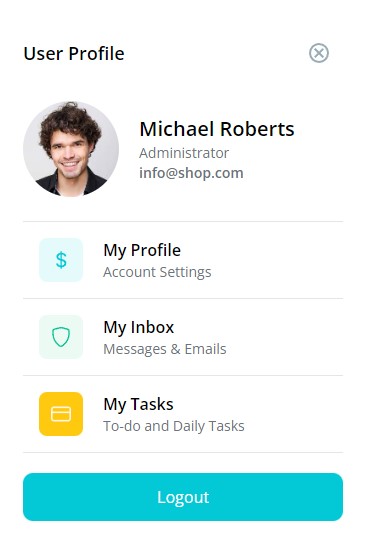 User Profile
Michael Roberts
Administrator
info@shop.com
$
My Profile
Account Settings
My Inbox
Messages & Emails
My Tasks
To-do and Daily Tasks
Logout